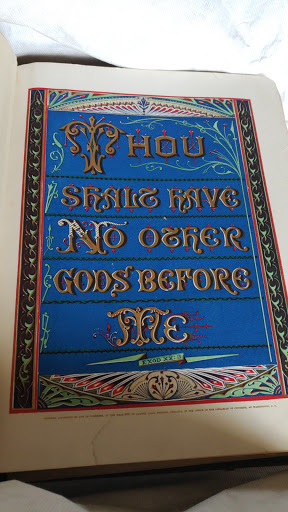 THOU
SHALT HAVE
NO OTHER
GODS BEFORE
ME
EXOD XX.3